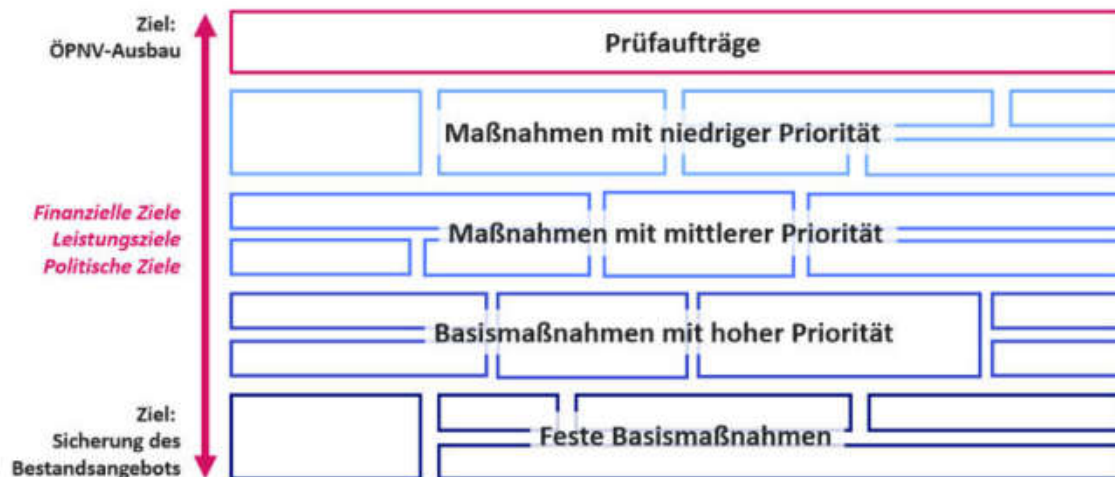 Ziel:
ÖPNV-Ausbau
Prüfaufträge
Maßnahmen mit niedriger Priorität
Finanzielle Ziele
Leistungsziele
Politische Ziele
Maßnahmen mit mittlerer Priorität
Basismaßnahmen mit hoher Priorität
Ziel:
Sicherung des
Bestandsangebots
Feste Basismaßnahmen